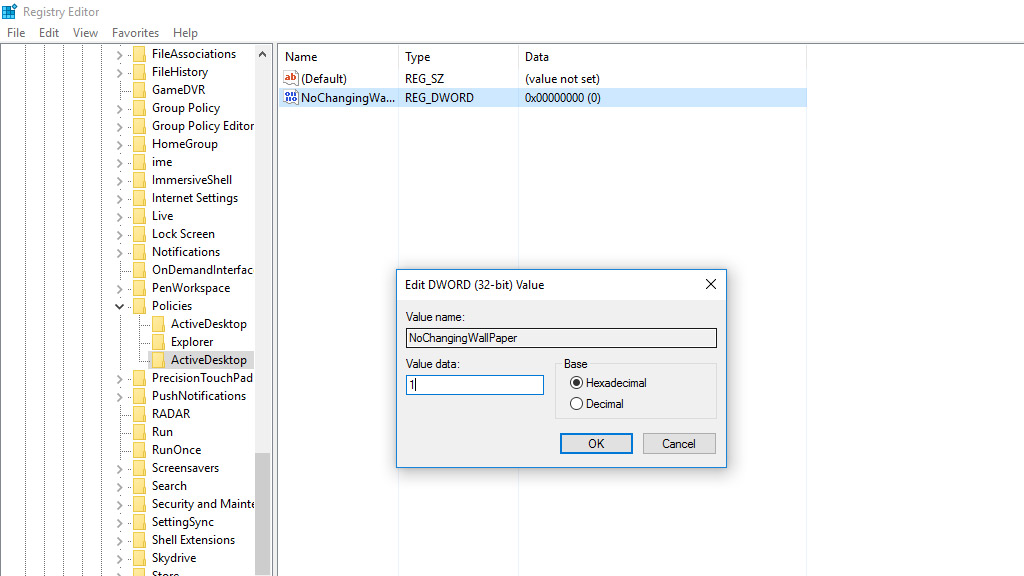 Registry Editor
File Edit View Favorites Help
FileAssociations
FileHistory
GameDVR
Group Policy
Group Policy Editor
HomeGroup
ime
ImmersiveShell
Internet Settings
Live
Lock Screen
Notifications
OnDemandInterfac
PenWorkspace
Policies
ActiveDesktop
Explorer
ActiveDesktop
PrecisionTouchPad
PushNotifications
RADAR
Run
RunOnce
Screensavers
Search
Security and Mainte
SettingSync
Shell Extensions
Skydrive
Store
Name Type Data
(Default) REG_SZ (value not set)
NoChangingWa... REG_DWORD 0x00000000 (0)
Edit DWORD (32-bit) Value
Value name:
NoChangingWallPaper
Value data:
1
Base
Hexadecimal
Decimal
OK Cancel